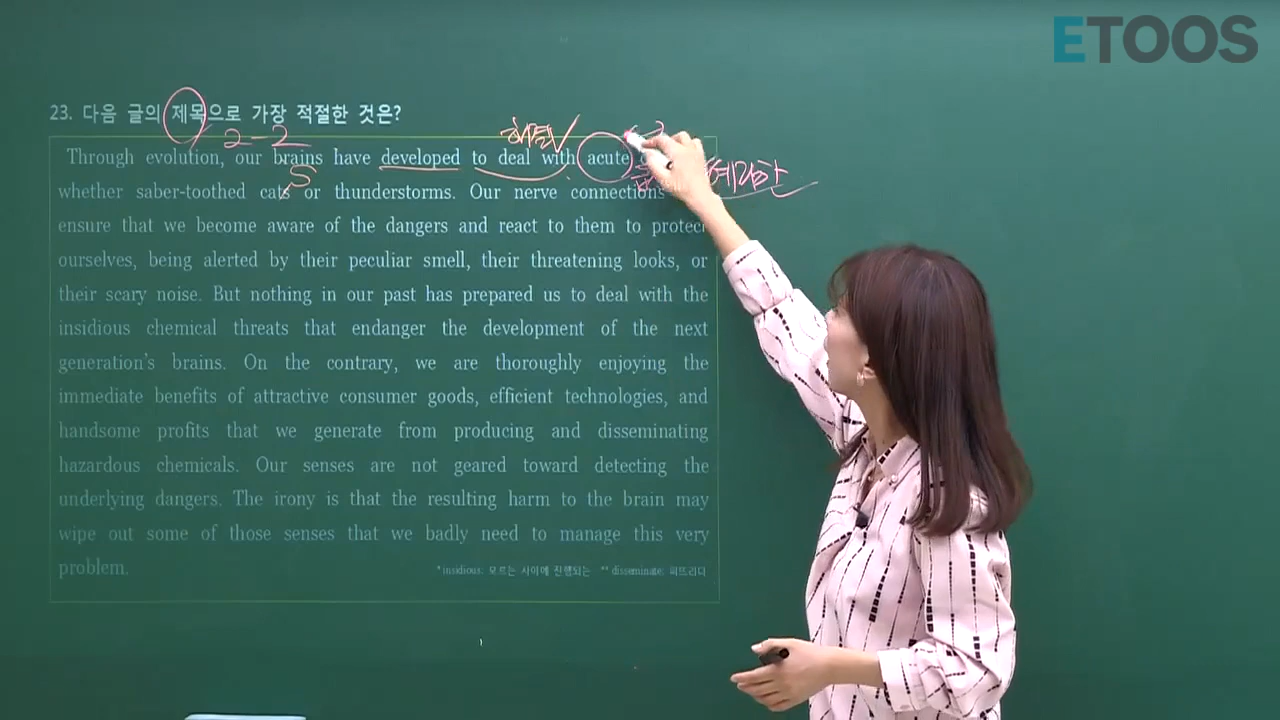 ETOOS
23. 다음 글의 제목으로 가장 적절한 것은?
2-2
해결
Through evolution, our brains have developed to deal with acute
S
예리한
whether saber-toothed cats or thunderstorms. Our nerve connections
ensure that we become aware of the dangers and react to them to protect
ourselves, being alerted by their peculiar smell, their threatening looks, or
their scary noise. But nothing in our past has prepared us to deal with the
insidious chemical threats that endanger the development of the next
generation's brains. On the contrary, we are thoroughly enjoying the
immediate benefits of attractive consumer goods, efficient technologies, and
handsome profits that we generate from producing and disseminating
hazardous chemicals. Our senses are not geared toward detecting the
underlying dangers. The irony is that the resulting harm to the brain may
wipe out some of those senses that we badly need to manage this very
problem.
* insidious: 모르는 사이에 진행되는 ** disseminate: 퍼뜨리다